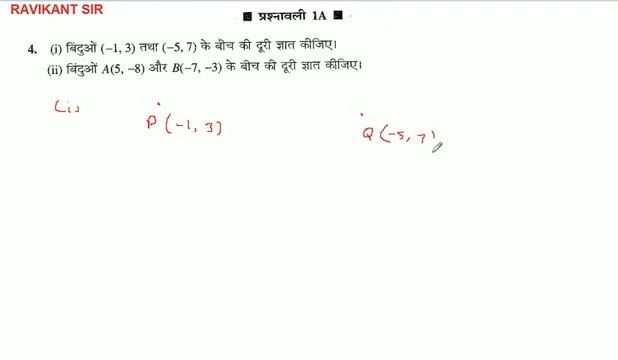 RAVIKANT SIR
■ प्रश्नावली 1A ■
4. (i) बिंदुओं (−1, 3) तथा (−5, 7) के बीच की दूरी ज्ञात कीजिए।
(ii) बिंदुओं A(5, −8) और B(−7, −3) के बीच की दूरी ज्ञात कीजिए।
(i)
P (−1, 3)
Q (−5, 7)